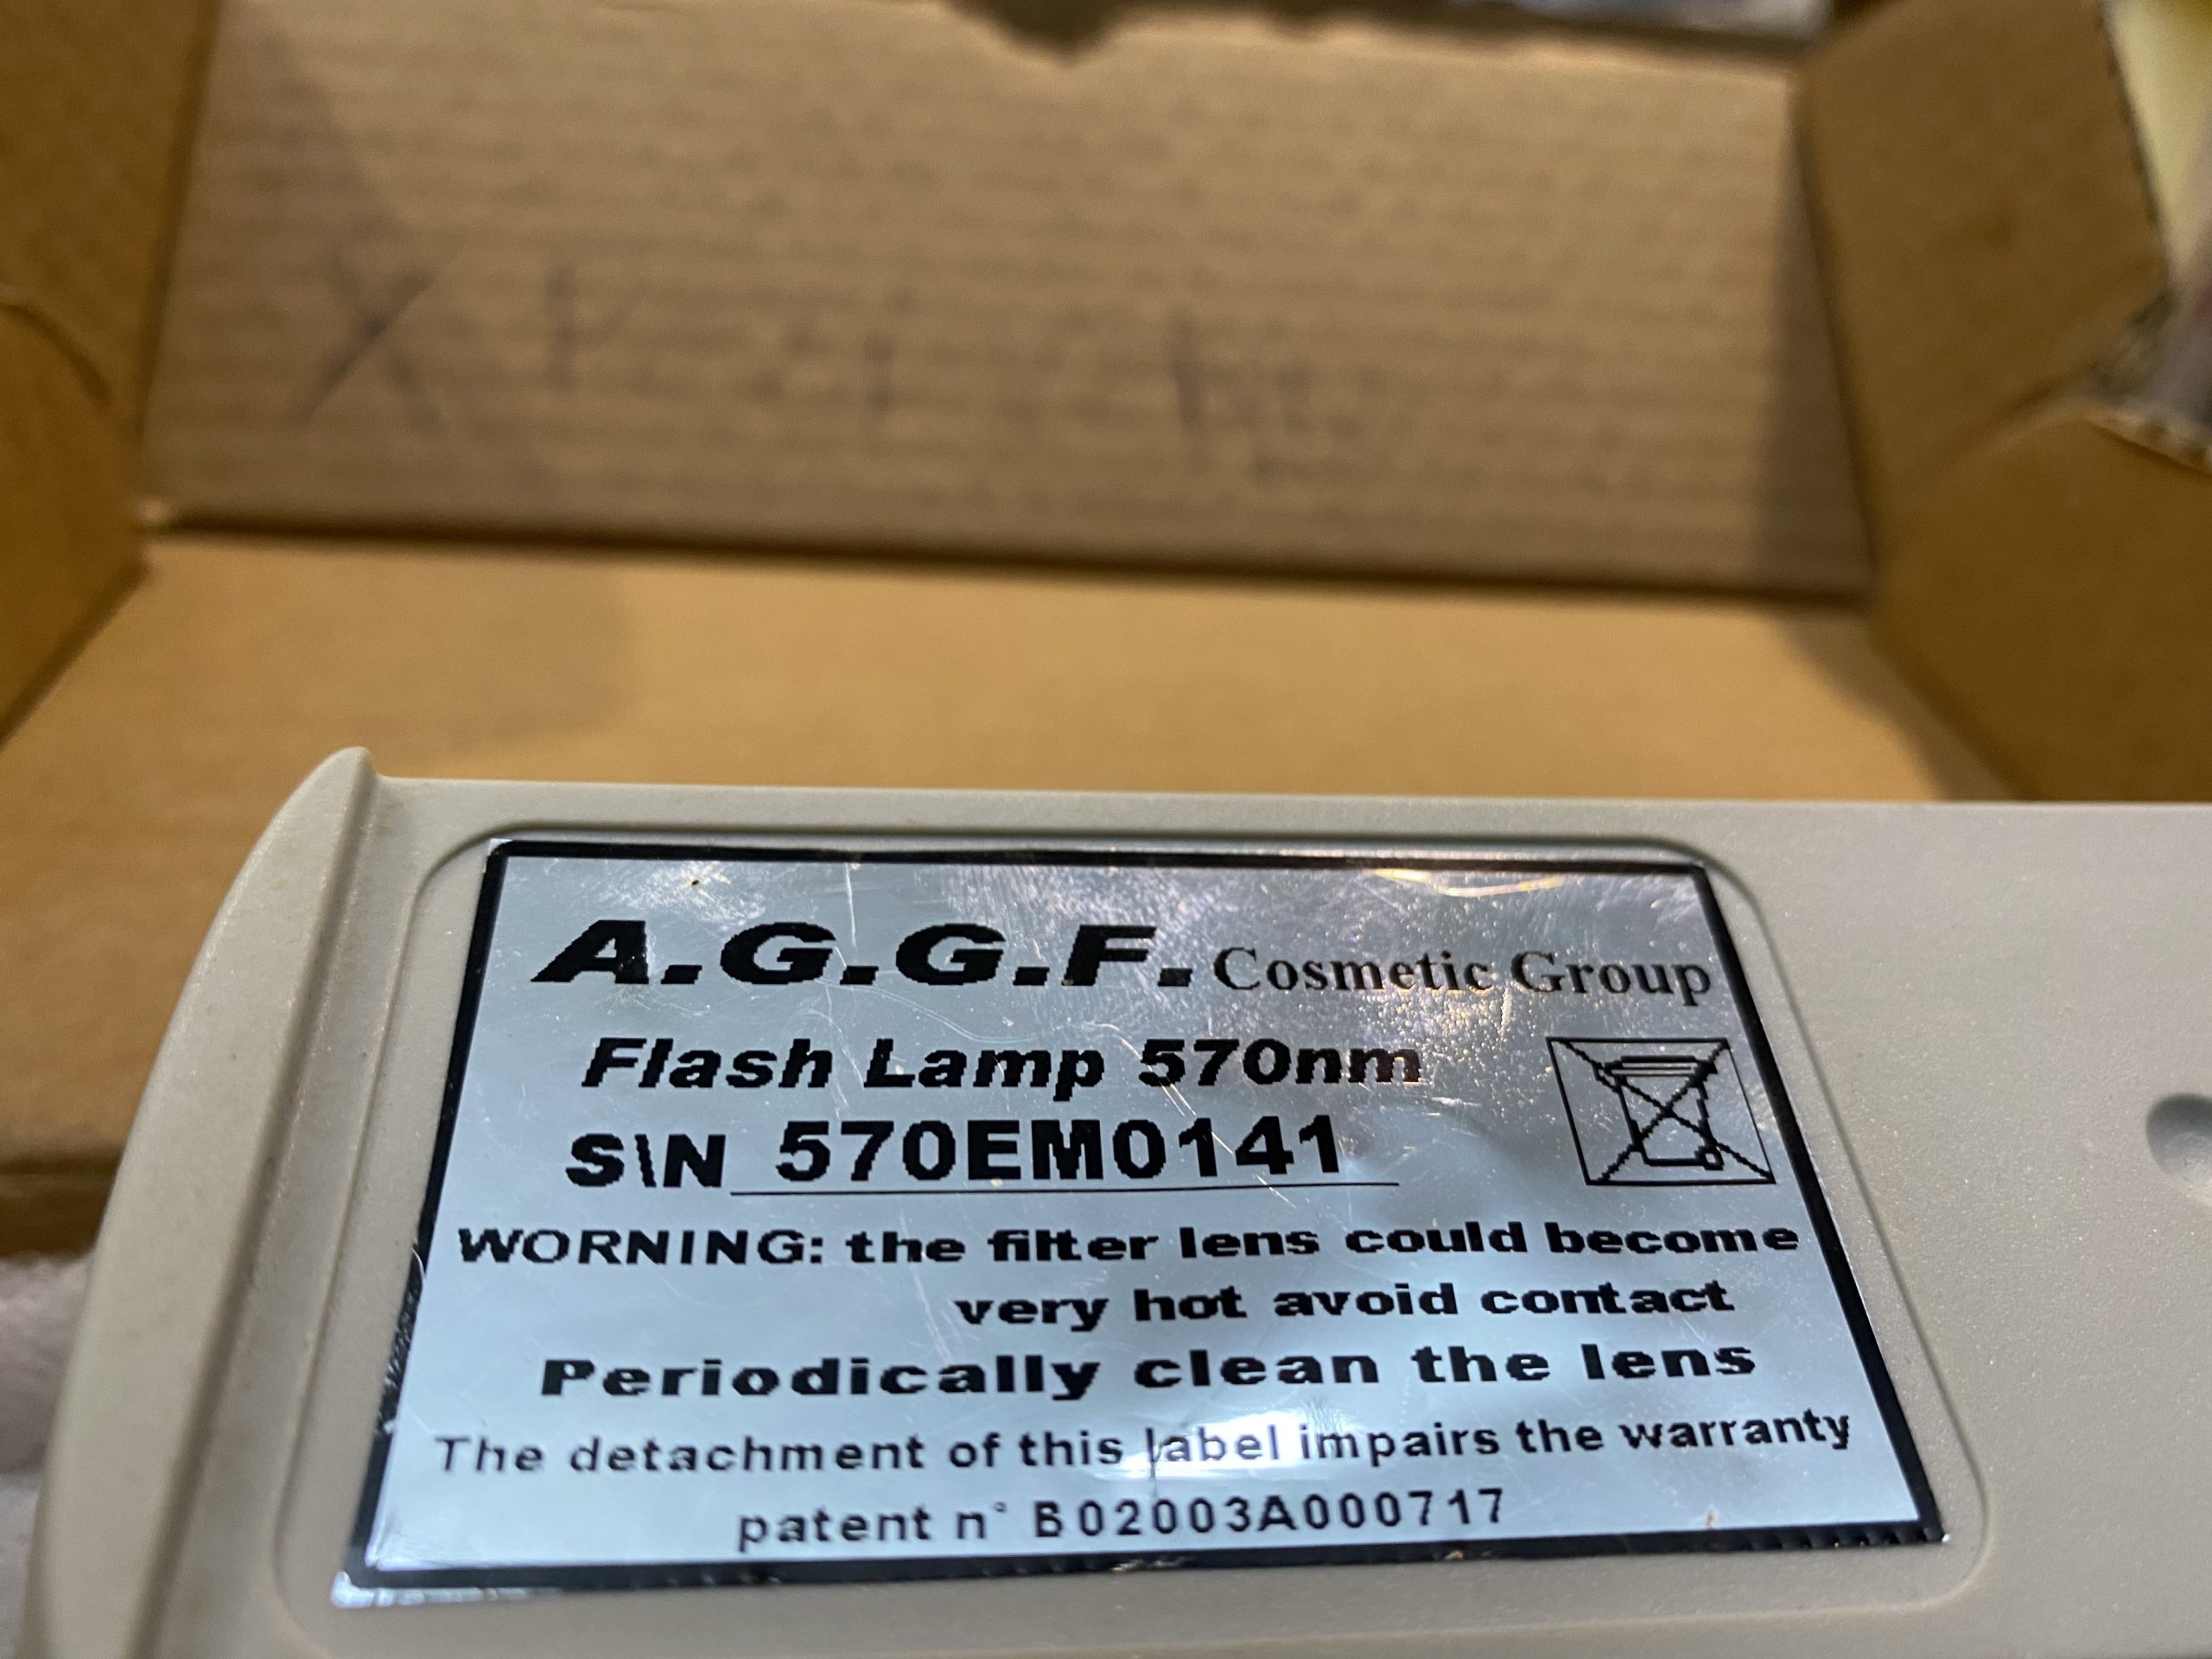 A.G.G.F. Cosmetic Group
Flash Lamp 570nm
S\N 570EM0141
WORNING: the filter lens could become
very hot avoid contact
Periodically clean the lens
The detachment of this label impairs the warranty
patent n° B02003A000717